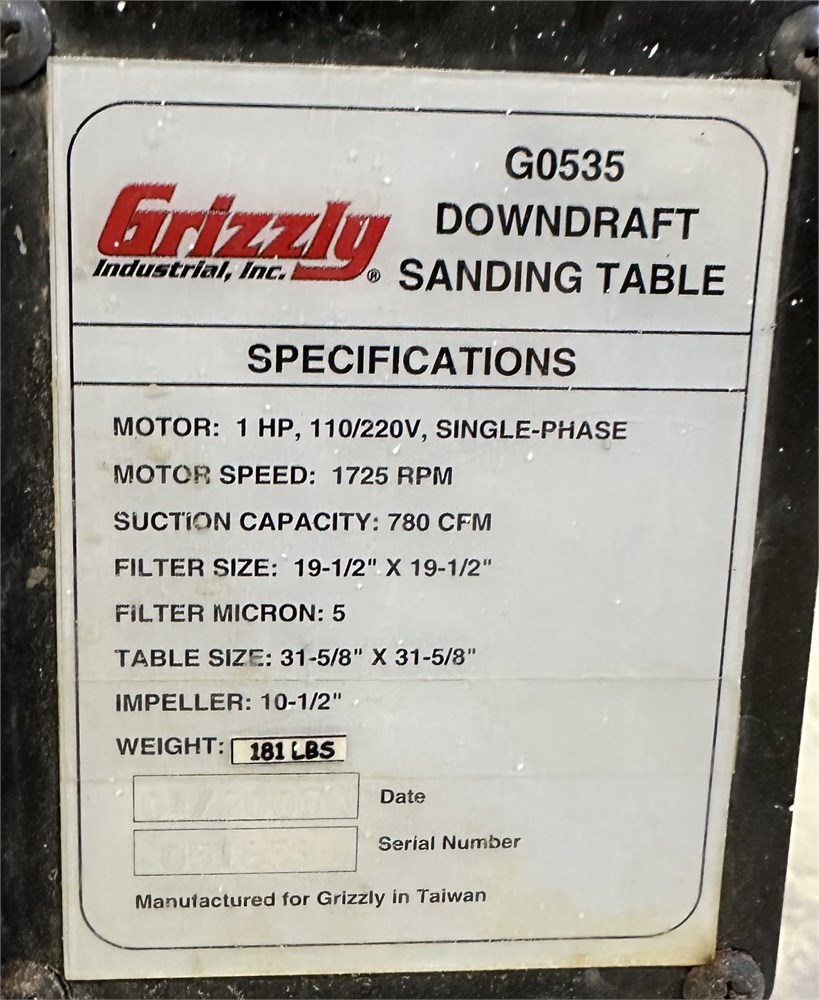 G0535
DOWNDRAFT
SANDING TABLE
Grizzly
Industrial, Inc. ®
SPECIFICATIONS
MOTOR: 1 HP, 110/220V, SINGLE-PHASE
MOTOR SPEED: 1725 RPM
SUCTION CAPACITY: 780 CFM
FILTER SIZE: 19-1/2" X 19-1/2"
FILTER MICRON: 5
TABLE SIZE: 31-5/8" X 31-5/8"
IMPELLER: 10-1/2"
WEIGHT: 181 LBS
Date
Serial Number
Manufactured for Grizzly in Taiwan